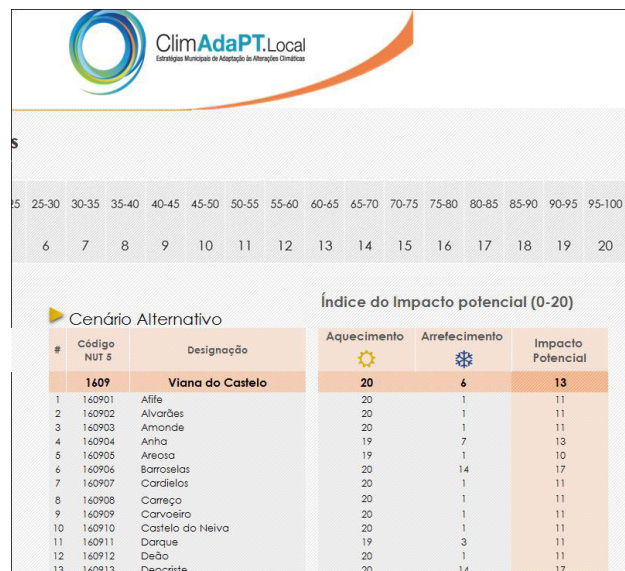 ClimAdaPT.Local
Estratégias Municipais de Adaptação às Alterações Climáticas
s
25 25-30 30-35 35-40 40-45 45-50 50-55 55-60 60-65 65-70 70-75 75-80 80-85 85-90 90-95 95-100
6 7 8 9 10 11 12 13 14 15 16 17 18 19 20
Índice do Impacto potencial (0-20)
Cenário Alternativo
# Código NUT 5 Designação Aquecimento Arrefecimento Impacto Potencial
1609 Viana do Castelo 20 6 13
1 160901 Afife 20 1 11
2 160902 Alvarães 20 1 11
3 160903 Amonde 20 1 11
4 160904 Anha 19 7 13
5 160905 Areosa 19 1 10
6 160906 Barroselas 20 14 17
7 160907 Cardielos 20 1 11
8 160908 Carreço 20 1 11
9 160909 Carvoeiro 20 1 11
10 160910 Castelo do Neiva 20 1 11
11 160911 Darque 19 3 11
12 160912 Deão 20 1 11
13 160913 Deocriste 20 14 17